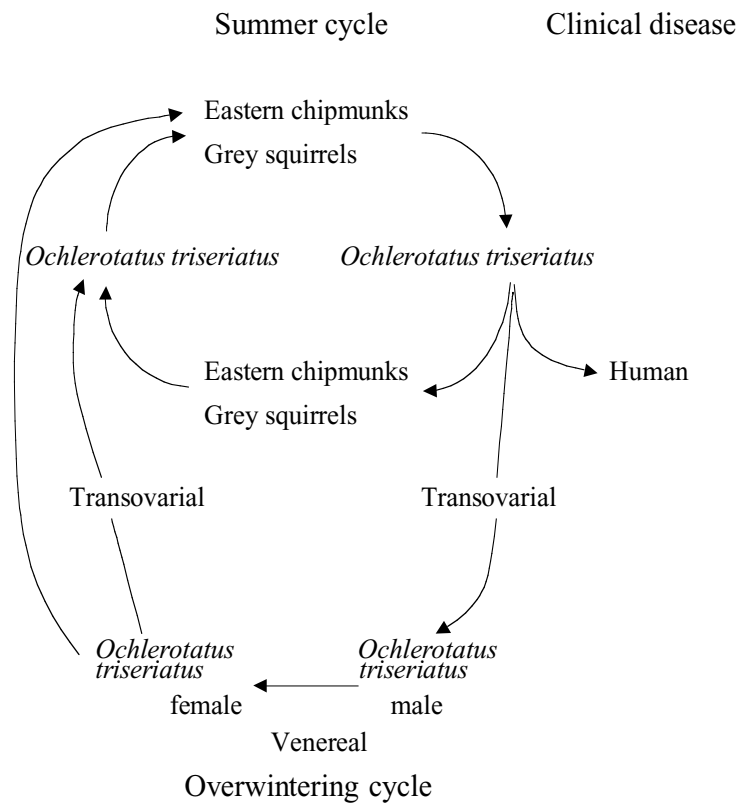 Summer cycle Clinical disease
Eastern chipmunks
Grey squirrels
Ochlerotatus triseriatus Ochlerotatus triseriatus
Eastern chipmunks Human
Grey squirrels
Transovarial Transovarial
Ochlerotatus
triseriatus
female
Ochlerotatus
triseriatus
male
Venereal
Overwintering cycle